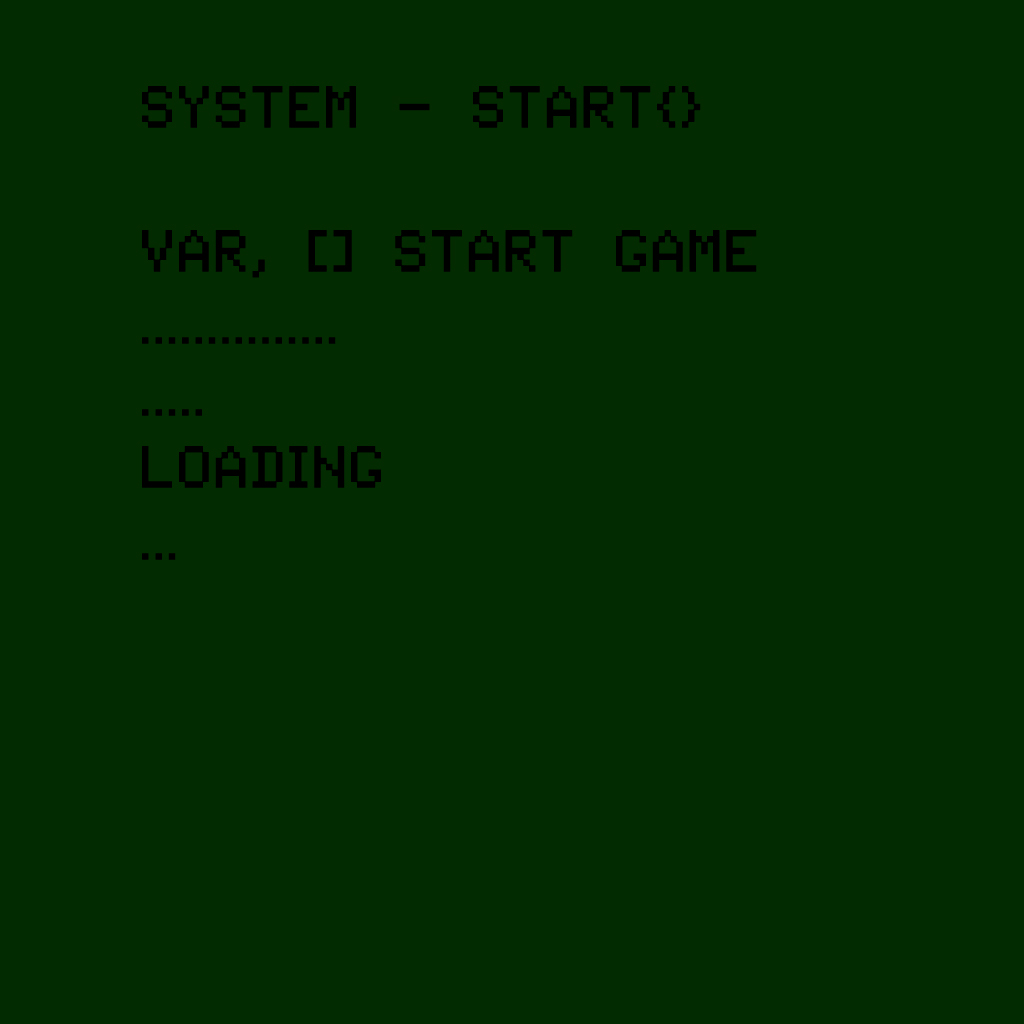 SYSTEM - START()
VAR, [] START GAME
...............
.....
LOADING
...